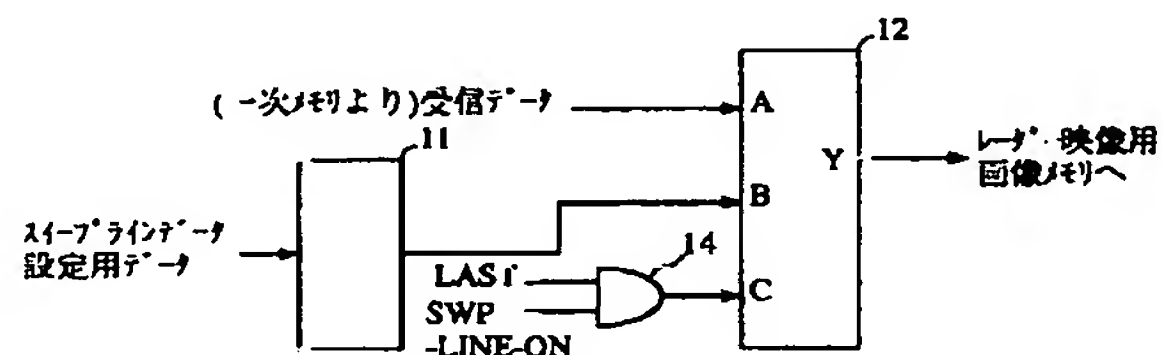 12
(一次メモリより)受信データ
A
11
Y
レーダ・映像用
画像メモリへ
B
スイープラインデータ
設定用データ
14
LAST
C
SWP
-LINE-ON